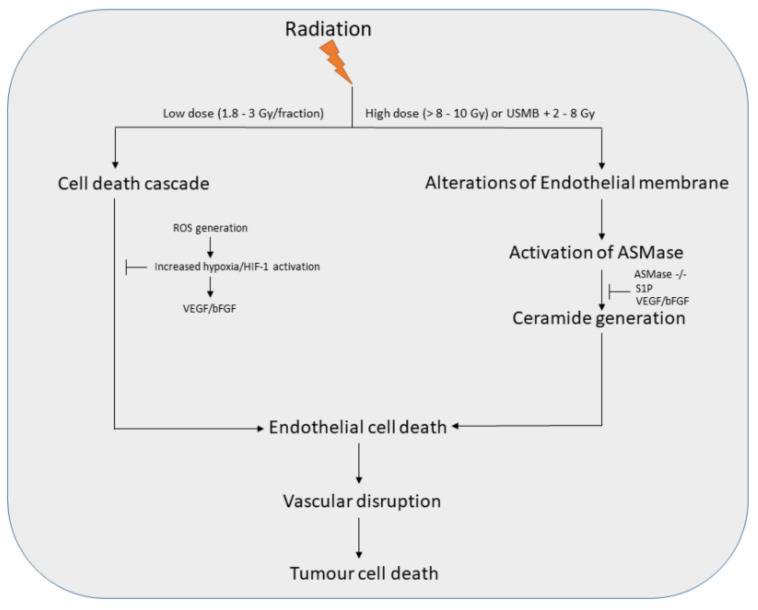 Radiation
Low dose (1.8 - 3 Gy/fraction)
High dose (> 8 - 10 Gy) or USMB + 2 - 8 Gy
Cell death cascade
Alterations of Endothelial membrane
ROS generation
Increased hypoxia/HIF-1 activation
VEGF/bFGF
Activation of ASMase
ASMase -/-
S1P
VEGF/bFGF
Ceramide generation
Endothelial cell death
Vascular disruption
Tumour cell death